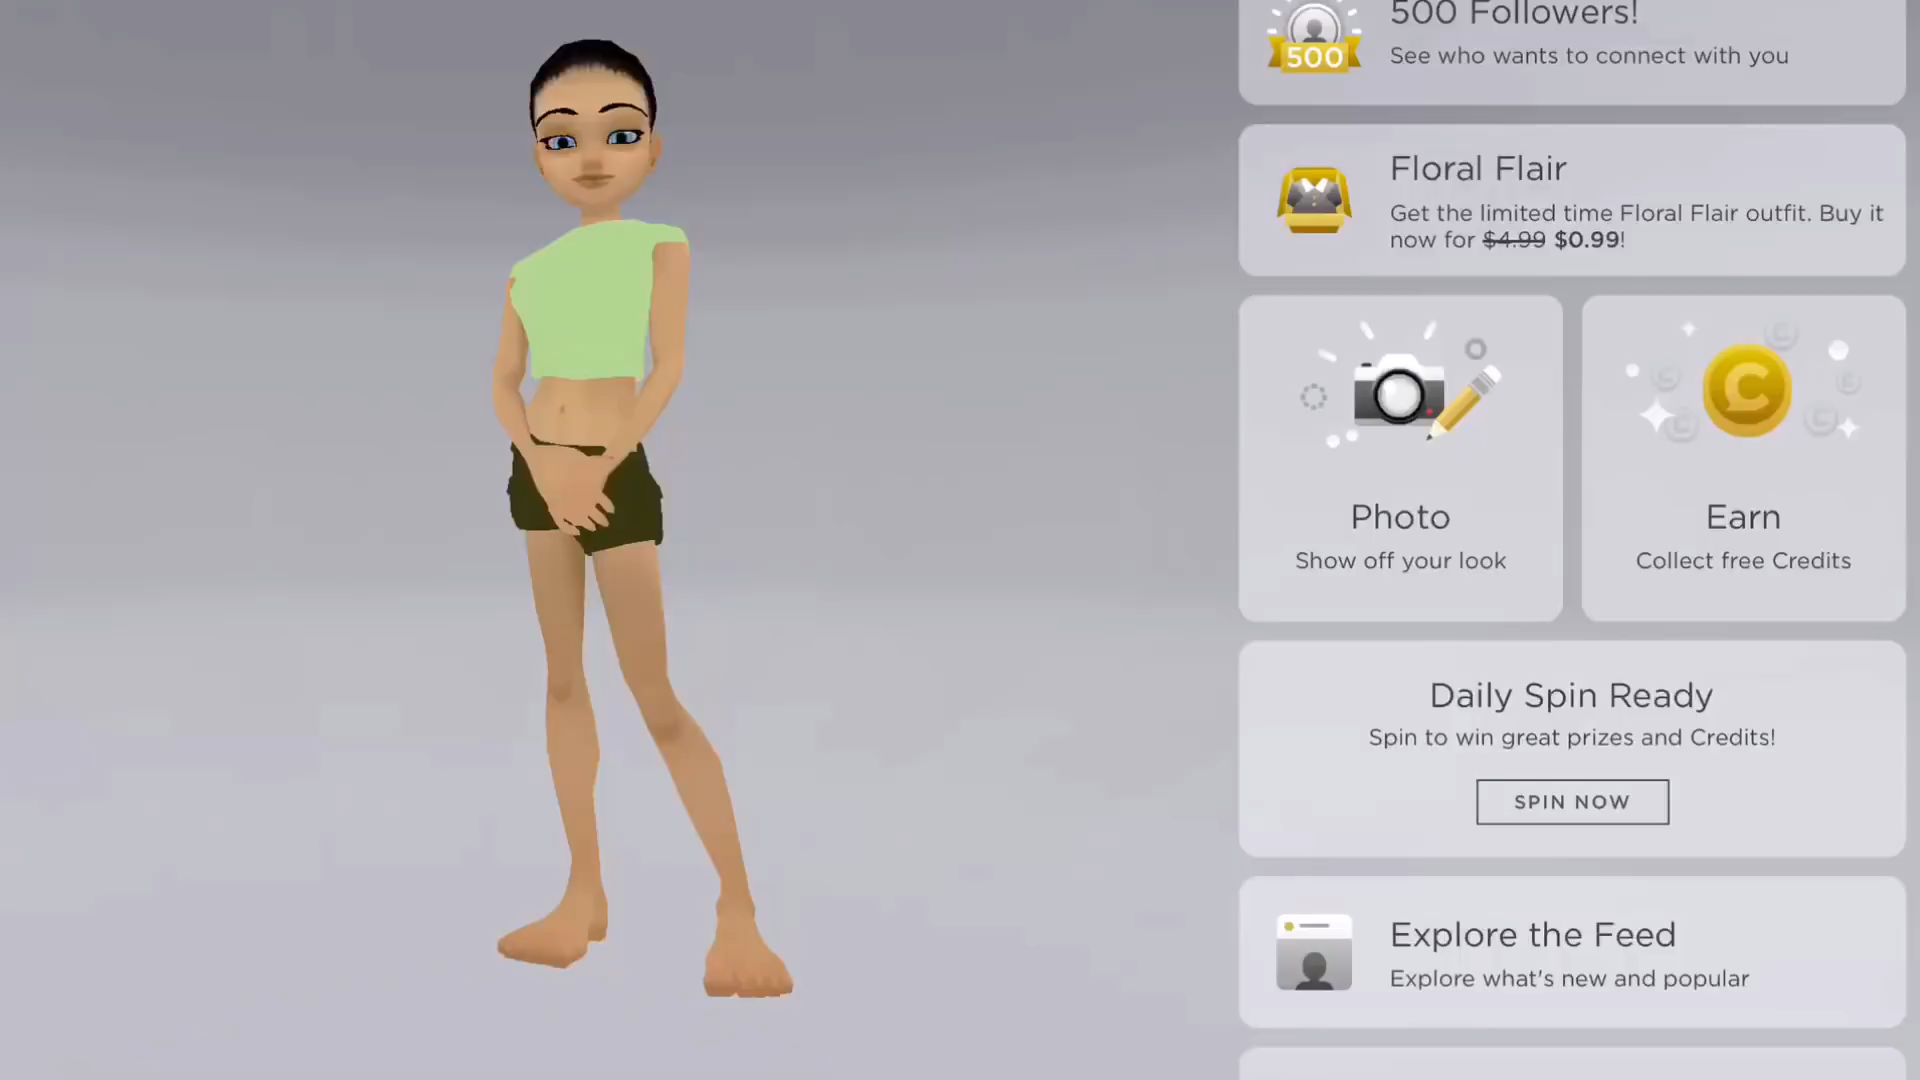 500 Followers!
500
See who wants to connect with you
Floral Flair
Get the limited time Floral Flair outfit. Buy it
now for $4.99 $0.99!
Photo
Show off your look
Earn
Collect free Credits
Daily Spin Ready
Spin to win great prizes and Credits!
SPIN NOW
Explore the Feed
Explore what's new and popular